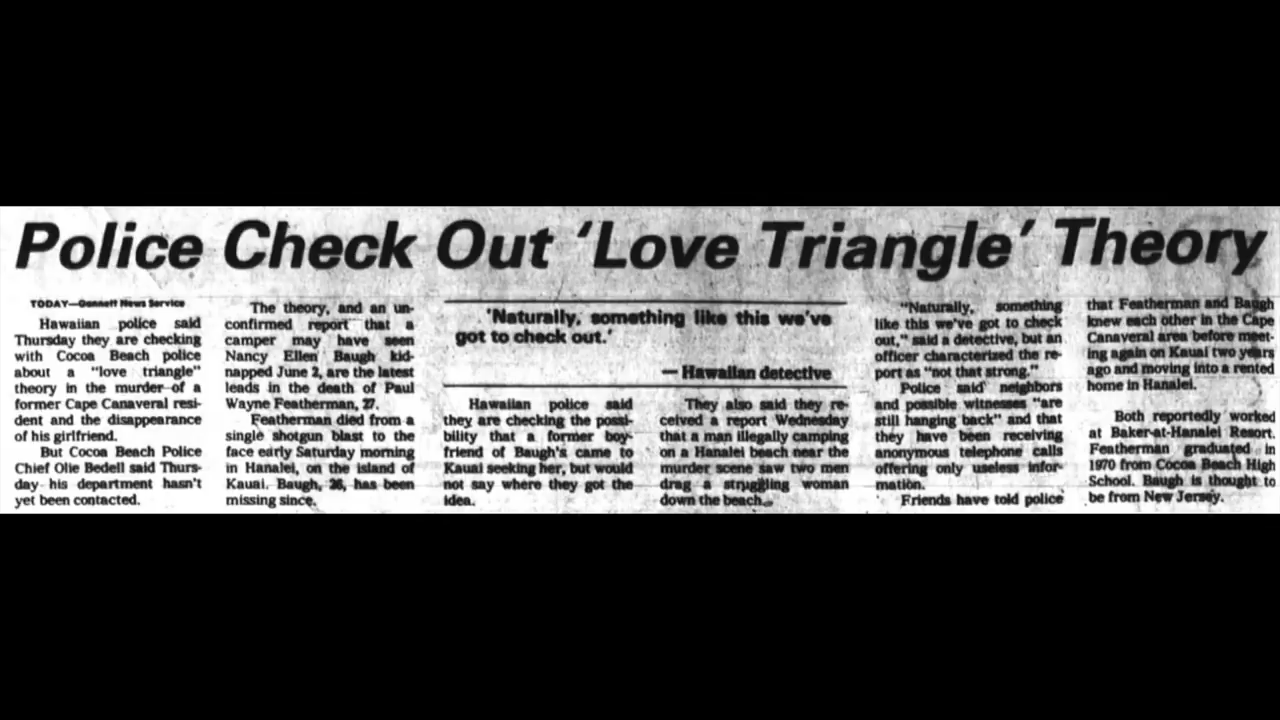 Police Check Out 'Love Triangle' Theory
TODAY—Gannett News Service
Hawaiian police said
Thursday they are checking
with Cocoa Beach police
about a "love triangle"
theory in the murder of a
former Cape Canaveral resi-
dent and the disappearance
of his girlfriend.
But Cocoa Beach Police
Chief Olie Bedell said Thurs-
day his department hasn't
yet been contacted.
The theory, and an un-
confirmed report that a
camper may have seen
Nancy Ellen Baugh kid-
napped June 2, are the latest
leads in the death of Paul
Wayne Featherman, 27.
Featherman died from a
single shotgun blast to the
face early Saturday morning
in Hanalei, on the island of
Kauai. Baugh, 26, has been
missing since.
'Naturally, something like this we've
got to check out.'
— Hawaiian detective
Hawaiian police said
they are checking the possi-
bility that a former boy-
friend of Baugh's came to
Kauai seeking her, but would
not say where they got the
idea.
They also said they re-
ceived a report Wednesday
that a man illegally camping
on a Hanalei beach near the
murder scene saw two men
drag a struggling woman
down the beach.
"Naturally, something
like this we've got to check
out," said a detective, but an
officer characterized the re-
port as "not that strong."
Police said neighbors
and possible witnesses "are
still hanging back" and that
they have been receiving
anonymous telephone calls
offering only useless infor-
mation.
Friends have told police
that Featherman and Baugh
knew each other in the Cape
Canaveral area before meet-
ing again on Kauai two years
ago and moving into a rented
home in Hanalei.
Both reportedly worked
at Baker-at-Hanalei Resort.
Featherman graduated in
1970 from Cocoa Beach High
School. Baugh is thought to
be from New Jersey.